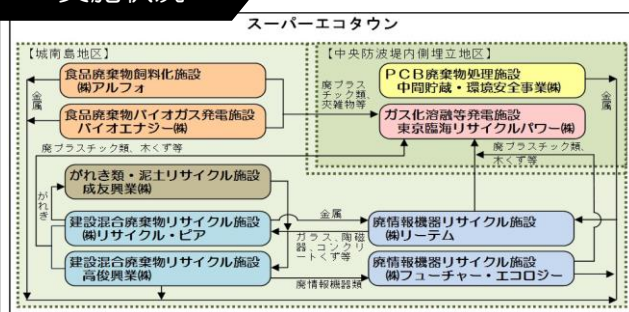 スーパーエコタウン
【城南島地区】
【中央防波堤内側埋立地区】
食品廃棄物飼料化施設
㈱アルフォ
PCB廃棄物処理施設
中間貯蔵・環境安全事業㈱
金属
廃プラス
チック類、
夾雑物等
金属
食品廃棄物バイオガス発電施設
バイオエナジー㈱
ガス化溶融等発電施設
東京臨海リサイクルパワー㈱
廃プラスチック類、木くず等
廃プラスチック類、
木くず等
がれき類・泥土リサイクル施設
成友興業㈱
がれき
建設混合廃棄物リサイクル施設
㈱リサイクル・ピア
金属
廃情報機器リサイクル施設
㈱リーテム
ガラス、陶磁
器、コンクリ
ートくず等
建設混合廃棄物リサイクル施設
高俊興業㈱
廃情報機器リサイクル施設
㈱フューチャー・エコロジー
廃情報機器類